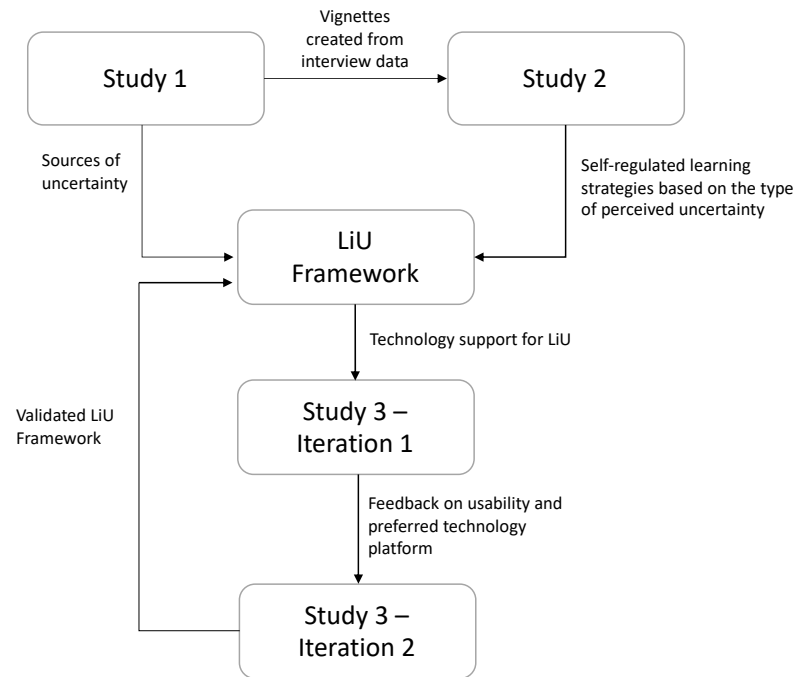 Vignettes
created from
interview data
Study 1
Study 2
Sources of
uncertainty
Self-regulated learning
strategies based on the type
of perceived uncertainty
LiU
Framework
Technology support for LiU
Study 3 –
Iteration 1
Validated LiU
Framework
Feedback on usability and
preferred technology
platform
Study 3 –
Iteration 2